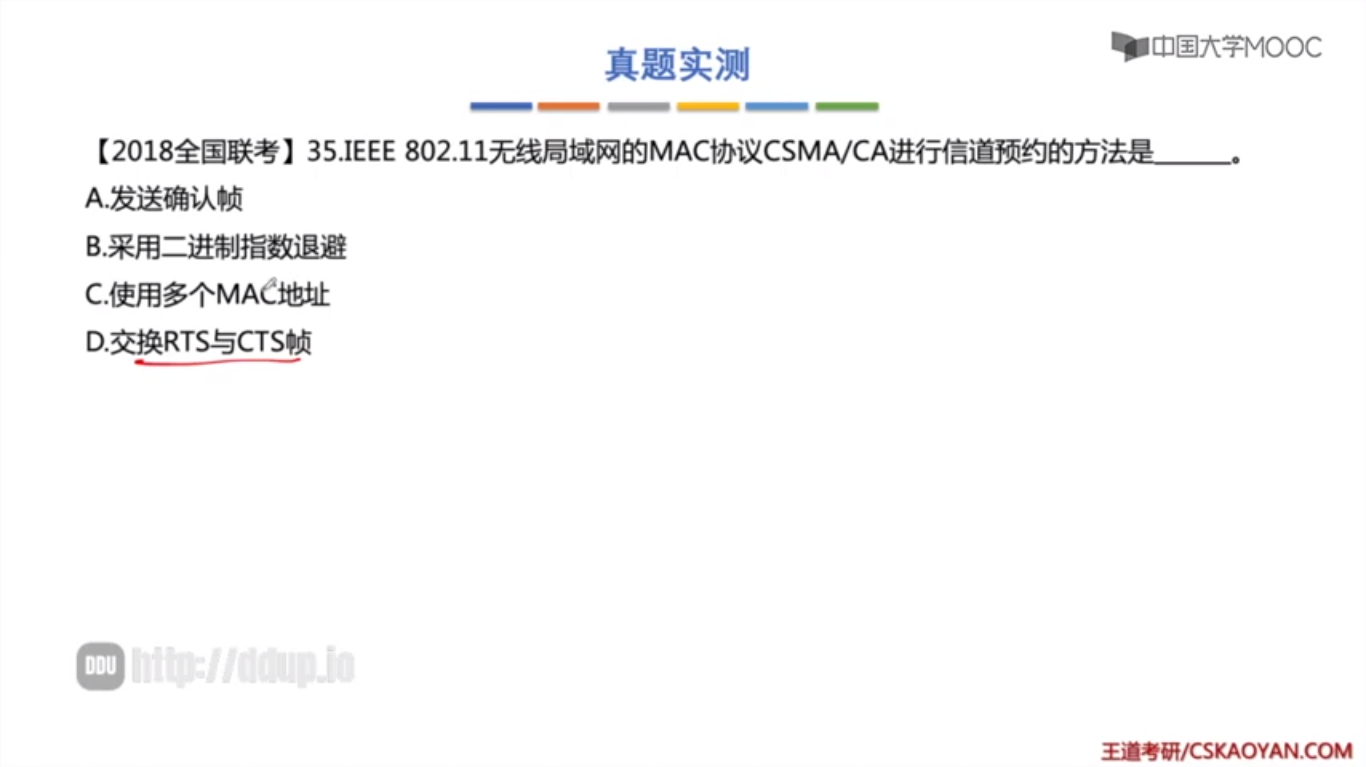 中国大学MOOC
真题实测
【2018全国联考】35.IEEE 802.11无线局域网的MAC协议CSMA/CA进行信道预约的方法是______。
A.发送确认帧
B.采用二进制指数退避
C.使用多个MAC地址
D.交换RTS与CTS帧
DDU http://ddup.io
王道考研/CSKAOYAN.COM